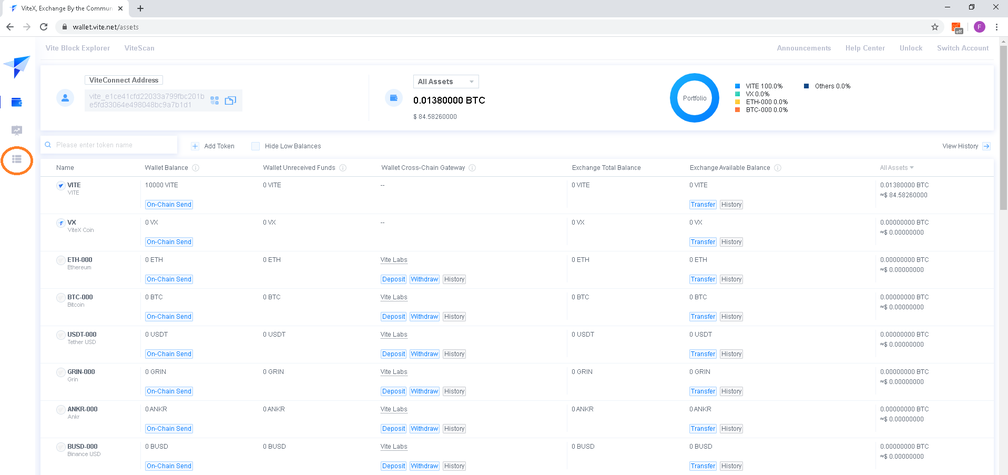 ViteX, Exchange By the Commun
wallet.vite.net/assets
F
Vite Block Explorer ViteScan Announcements Help Center Unlock Switch Account
ViteConnect Address
All Assets
0.01380000 BTC
$ 84.58260000
Portfolio
VITE 100.0%
VX 0.0%
ETH-000 0.0%
BTC-000 0.0%
Others 0.0%
Please enter token name + Add Token Hide Low Balances View History
Name Wallet Balance Wallet Unreceived Funds Wallet Cross-Chain Gateway Exchange Total Balance Exchange Available Balance All Assets
VITE 10000 VITE 0 VITE -- 0 VITE 0 VITE 0.01380000 BTC
VITE ≈$ 84.58260000
On-Chain Send Transfer History
VX 0 VX 0 VX -- 0 VX 0 VX 0.00000000 BTC
ViteX Coin ≈$ 0.00000000
On-Chain Send Transfer History
ETH-000 0 ETH 0 ETH Vite Labs 0 ETH 0 ETH 0.00000000 BTC
Ethereum ≈$ 0.00000000
On-Chain Send Deposit Withdraw History Transfer History
BTC-000 0 BTC 0 BTC Vite Labs 0 BTC 0 BTC 0.00000000 BTC
Bitcoin ≈$ 0.00000000
On-Chain Send Deposit Withdraw History Transfer History
USDT-000 0 USDT 0 USDT Vite Labs 0 USDT 0 USDT 0.00000000 BTC
Tether USD ≈$ 0.00000000
On-Chain Send Deposit Withdraw History Transfer History
GRIN-000 0 GRIN 0 GRIN Vite Labs 0 GRIN 0 GRIN 0.00000000 BTC
Grin ≈$ 0.00000000
On-Chain Send Deposit Withdraw History Transfer History
ANKR-000 0 ANKR 0 ANKR Vite Labs 0 ANKR 0 ANKR 0.00000000 BTC
Ankr ≈$ 0.00000000
On-Chain Send Deposit Withdraw History Transfer History
BUSD-000 0 BUSD 0 BUSD Vite Labs 0 BUSD 0 BUSD 0.00000000 BTC
Binance USD ≈$ 0.00000000
On-Chain Send Deposit Withdraw History Transfer History